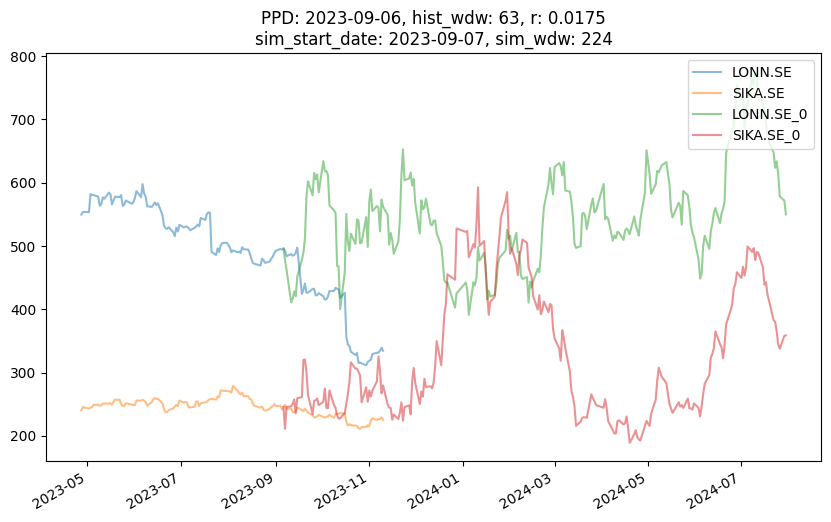 PPD: 2023-09-06, hist_wdw: 63, r: 0.0175
sim_start_date: 2023-09-07, sim_wdw: 224
800
700
600
500
400
300
200
LONN.SE
SIKA.SE
LONN.SE_0
SIKA.SE_0
2023-05
2023-07
2023-09
2023-11
2024-01
2024-03
2024-05
2024-07